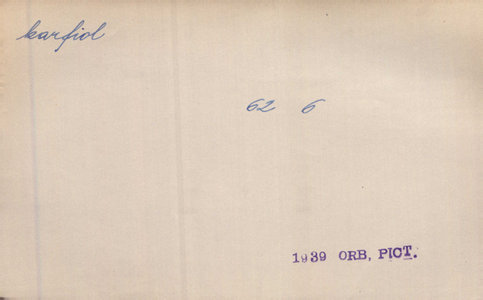 karfiol
62 6
1939 ORB, PICT.